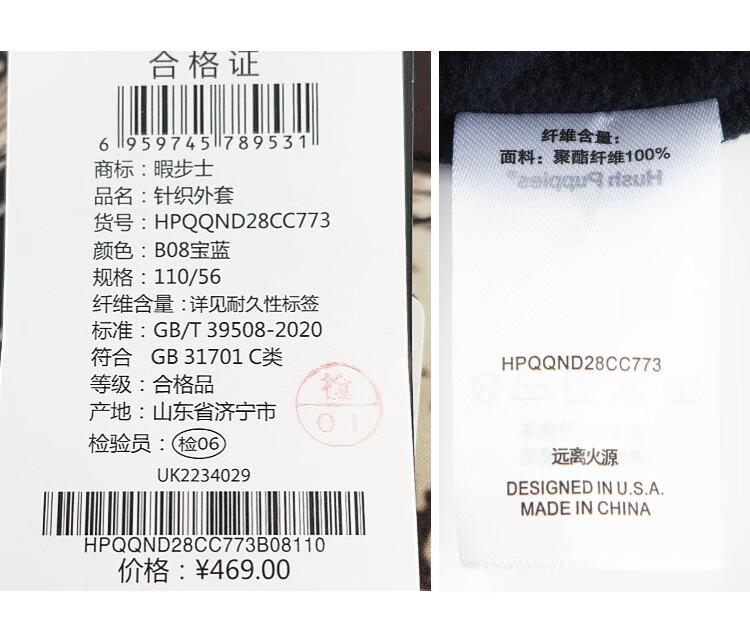 合格证
6 959745 789531
商标：暇步士
品名：针织外套
货号：HPQQND28CC773
颜色：B08宝蓝
规格：110/56
纤维含量：详见耐久性标签
标准：GB/T 39508-2020
符合 GB 31701 C类
等级：合格品
产地：山东省济宁市
检验员：检06
检
01
UK2234029
HPQQND28CC773B08110
价格：¥469.00
纤维含量：
面料：聚酯纤维100%
Hush Puppies®
HPQQND28CC773
远离火源
DESIGNED IN U.S.A.
MADE IN CHINA